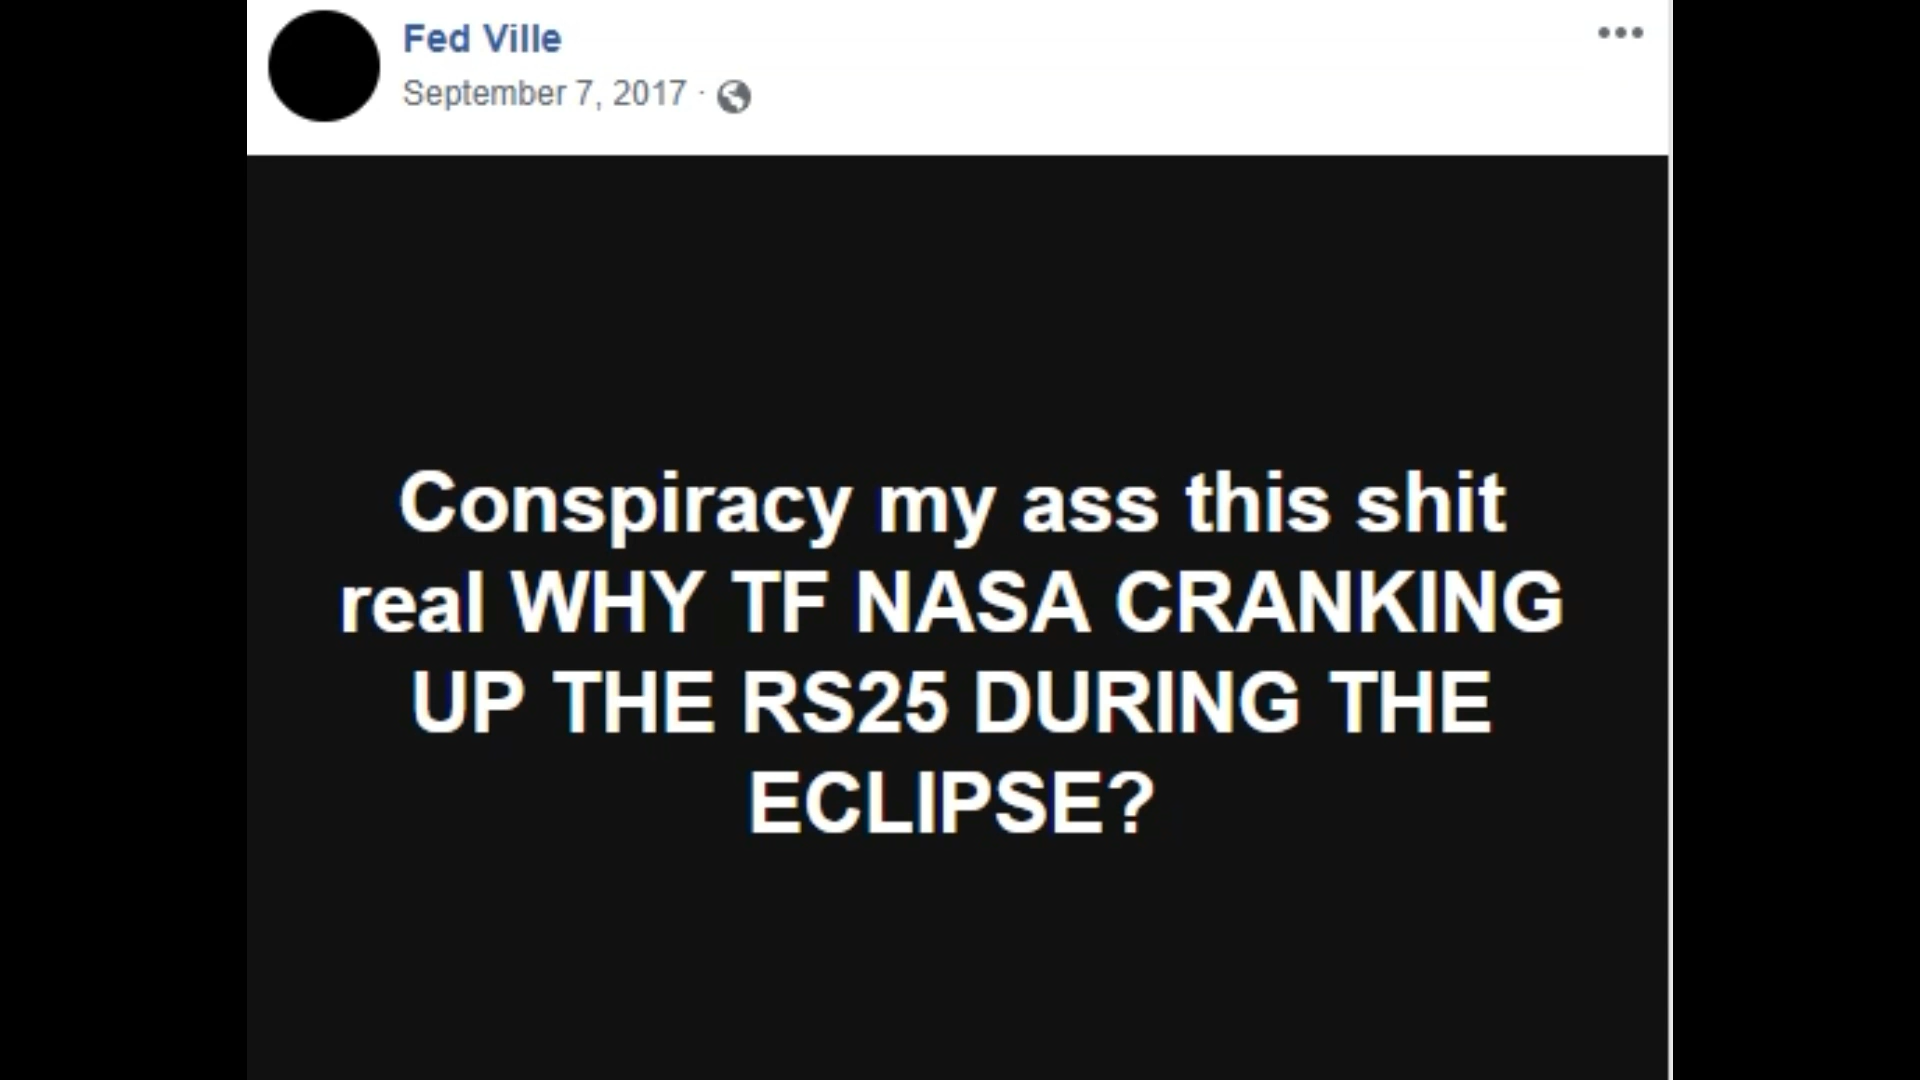 Fed Ville
September 7, 2017 ·
Conspiracy my ass this shit
real WHY TF NASA CRANKING
UP THE RS25 DURING THE
ECLIPSE?